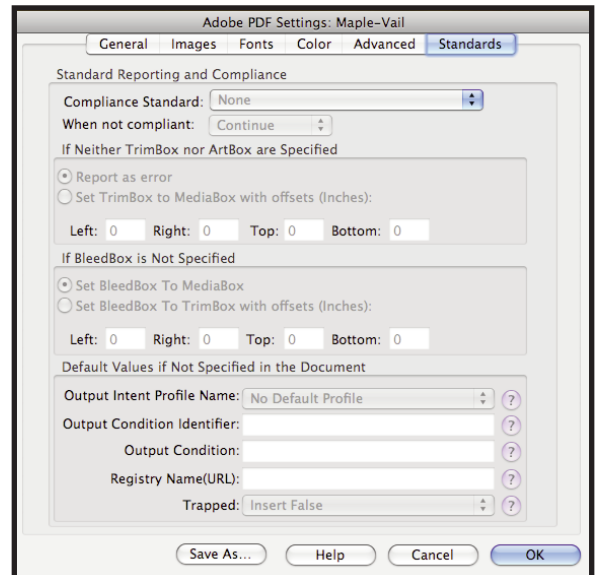 Adobe PDF Settings: Maple-Vail
General Images Fonts Color Advanced Standards
Standard Reporting and Compliance
Compliance Standard: None
When not compliant: Continue
If Neither TrimBox nor ArtBox are Specified
Report as error
Set TrimBox to MediaBox with offsets (Inches):
Left: 0 Right: 0 Top: 0 Bottom: 0
If BleedBox is Not Specified
Set BleedBox To MediaBox
Set BleedBox To TrimBox with offsets (Inches):
Left: 0 Right: 0 Top: 0 Bottom: 0
Default Values if Not Specified in the Document
Output Intent Profile Name: No Default Profile ?
Output Condition Identifier: ?
Output Condition: ?
Registry Name(URL): ?
Trapped: Insert False ?
Save As... Help Cancel OK